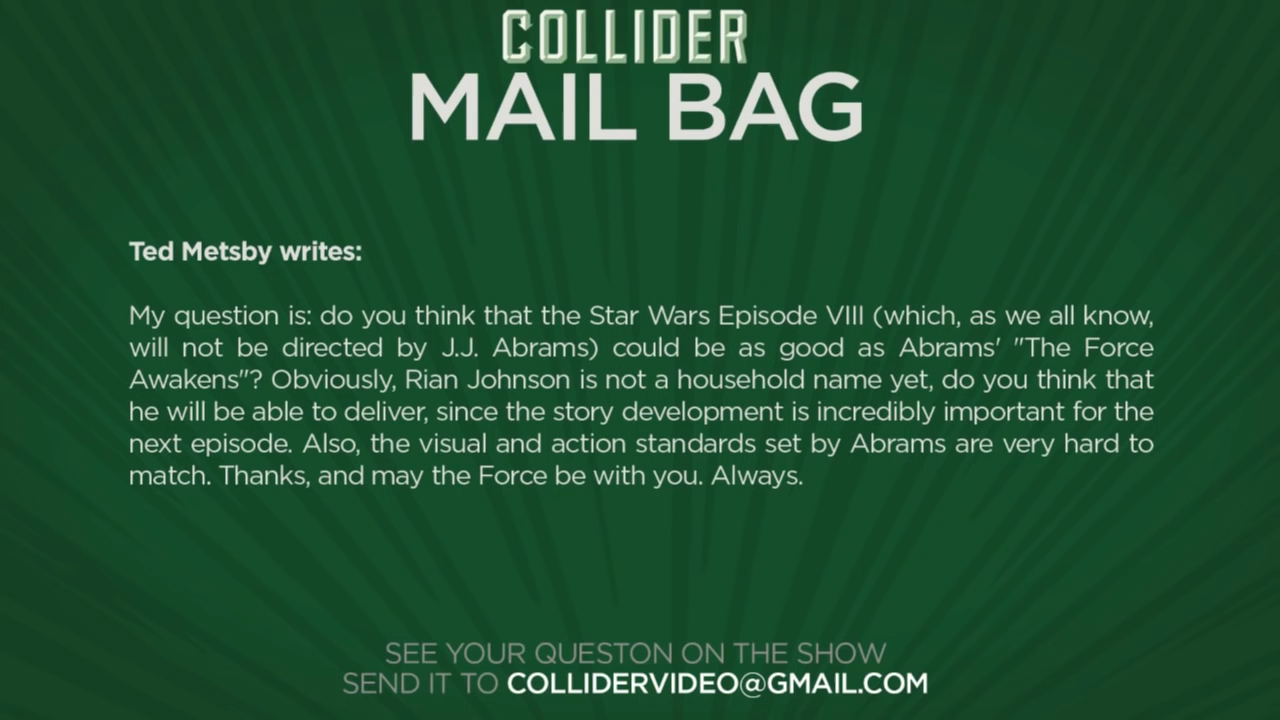 COLLIDER
MAIL BAG
Ted Metsby writes:
My question is: do you think that the Star Wars Episode VIII (which, as we all know,
will not be directed by J.J. Abrams) could be as good as Abrams' "The Force
Awakens"? Obviously, Rian Johnson is not a household name yet, do you think that
he will be able to deliver, since the story development is incredibly important for the
next episode. Also, the visual and action standards set by Abrams are very hard to
match. Thanks, and may the Force be with you. Always.
SEE YOUR QUESTON ON THE SHOW
SEND IT TO COLLIDERVIDEO@GMAIL.COM